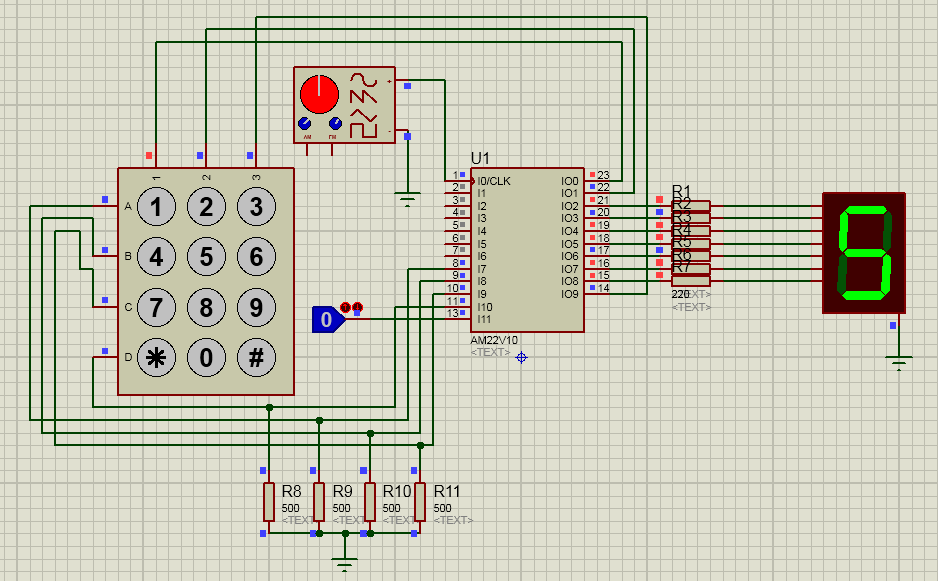 1 2 3
AM FM
+
-
A 1 2 3
B 4 5 6
C 7 8 9
D * 0 #
0
U1
1 I0/CLK IO0 23
2 I1 IO1 22
3 I2 IO2 21
4 I3 IO3 20
5 I4 IO4 19
6 I5 IO5 18
7 I6 IO6 17
8 I7 IO7 16
9 I8 IO8 15
10 I9 IO9 14
11 I10
13 I11
AM22V10
<TEXT>
R1
R2
R3
R4
R5
R6
R7
220
<TEXT>
<TEXT>
5
R8 R9 R10 R11
500 500 500 500
<TEXT> <TEXT> <TEXT> <TEXT>